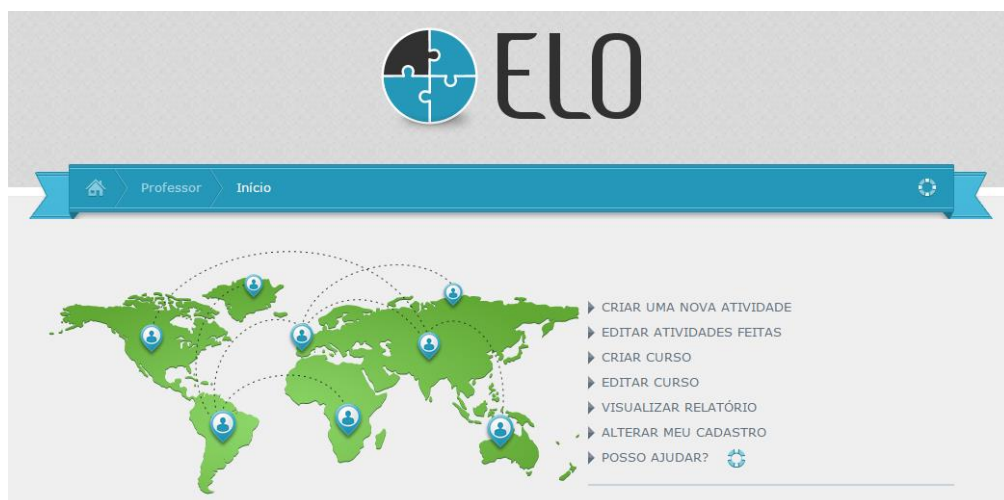 ELO
Professor Início
CRIAR UMA NOVA ATIVIDADE
EDITAR ATIVIDADES FEITAS
CRIAR CURSO
EDITAR CURSO
VISUALIZAR RELATÓRIO
ALTERAR MEU CADASTRO
POSSO AJUDAR?